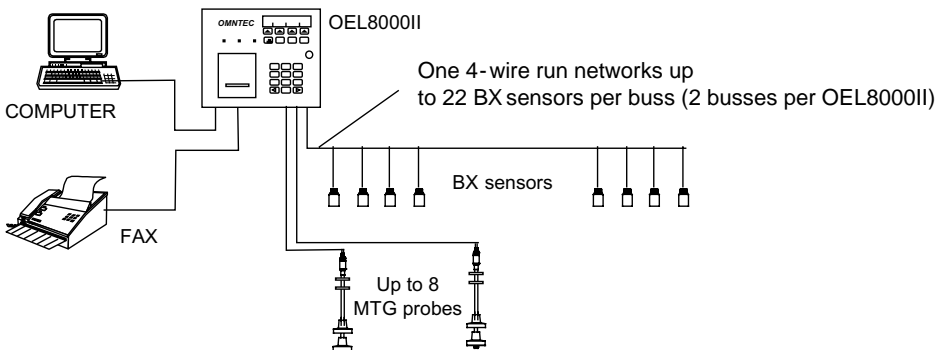 OMNTEC
OEL8000II
One 4-wire run networks up
to 22 BX sensors per buss (2 busses per OEL8000II)
COMPUTER
BX sensors
FAX
Up to 8
MTG probes